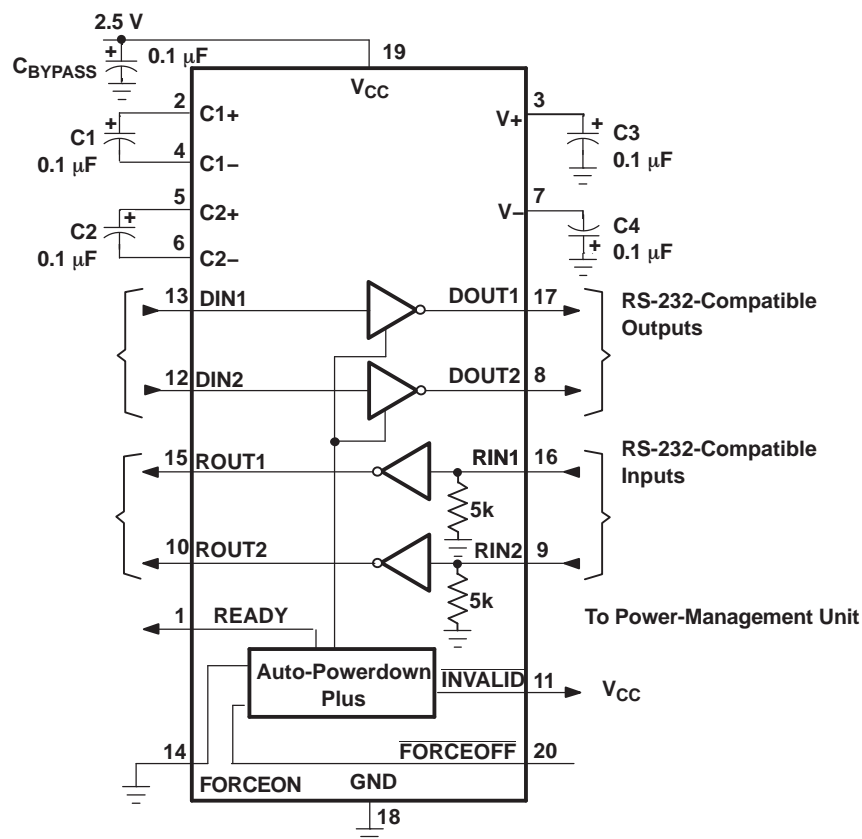 2.5 V
C_BYPASS
+
0.1 μF
19
V_CC
2
C1+
3
V+
C1
+
0.1 μF
4
C1−
+
C3
0.1 μF
5
C2+
7
V−
C2
+
0.1 μF
6
C2−
C4
+
0.1 μF
13
DIN1
DOUT1
17
RS-232-Compatible
Outputs
12
DIN2
DOUT2
8
15
ROUT1
RIN1
16
RS-232-Compatible
Inputs
5k
10
ROUT2
RIN2
9
5k
1
READY
To Power-Management Unit
Auto-Powerdown
Plus
INVALID
11
V_CC
14
FORCEON
FORCEOFF
20
GND
18